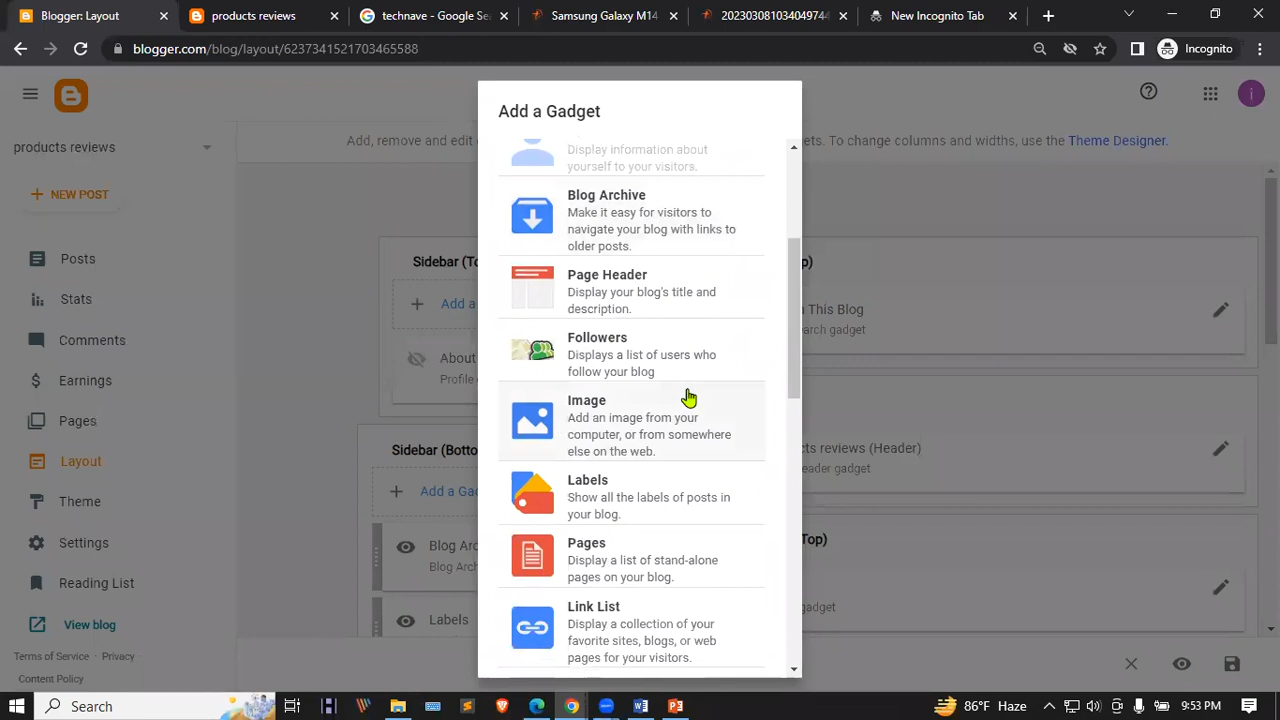 Blogger: Layout
products reviews
technave - Google Se
Samsung Galaxy M14
20230308103404974
New Incognito Tab
blogger.com/blog/layout/6237341521703465588
Incognito
products reviews
NEW POST
Posts
Stats
Comments
Earnings
Pages
Layout
Theme
Settings
Reading List
View blog
Terms of Service · Privacy
Content Policy
Add, remove and edit
gets. To change columns and widths, use the Theme Designer.
Sidebar (To
Add a
About
Profile
Sidebar (Botto
Add a Ga
Blog Ar
Blog Arc
Labels
Add a Gadget
Display information about
yourself to your visitors.
Blog Archive
Make it easy for visitors to
navigate your blog with links to
older posts.
Page Header
Display your blog's title and
description.
Followers
Displays a list of users who
follow your blog
Image
Add an image from your
computer, or from somewhere
else on the web.
Labels
Show all the labels of posts in
your blog.
Pages
Display a list of stand-alone
pages on your blog.
Link List
Display a collection of your
favorite sites, blogs, or web
pages for your visitors.
p)
n This Blog
earch gadget
cts reviews (Header)
der gadget
Top)
gadget
i
Search
86°F Haze
9:53 PM